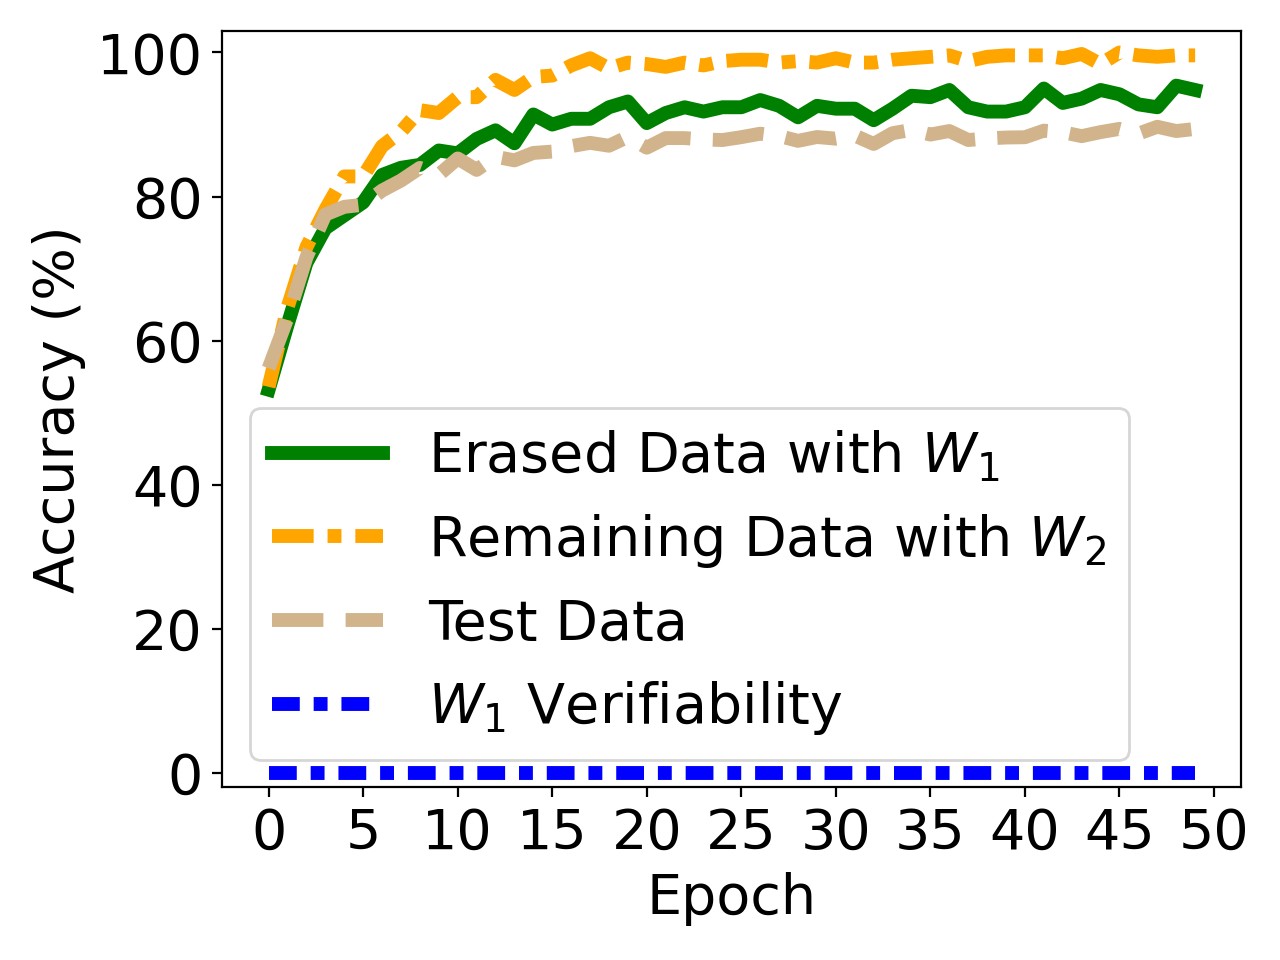 100
80
60
40
20
0
Accuracy (%)
Erased Data with W₁
Remaining Data with W₂
Test Data
W₁ Verifiability
0 5 10 15 20 25 30 35 40 45 50
Epoch